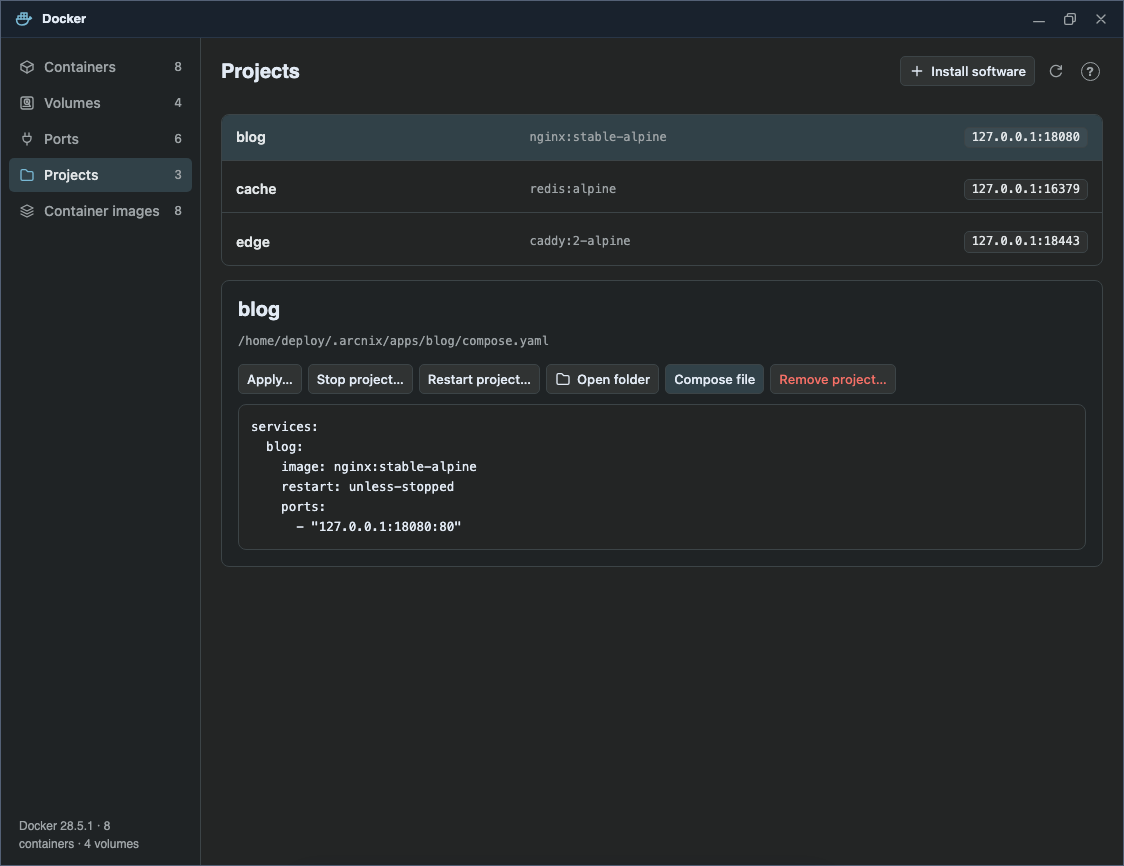 Docker
Containers 8
Volumes 4
Ports 6
Projects 3
Container images 8
Docker 28.5.1 · 8
containers · 4 volumes
Projects
Install software
?
blog nginx:stable-alpine 127.0.0.1:18080
cache redis:alpine 127.0.0.1:16379
edge caddy:2-alpine 127.0.0.1:18443
blog
/home/deploy/.arcnix/apps/blog/compose.yaml
Apply... Stop project... Restart project... Open folder Compose file Remove project...
services:
  blog:
    image: nginx:stable-alpine
    restart: unless-stopped
    ports:
      - "127.0.0.1:18080:80"